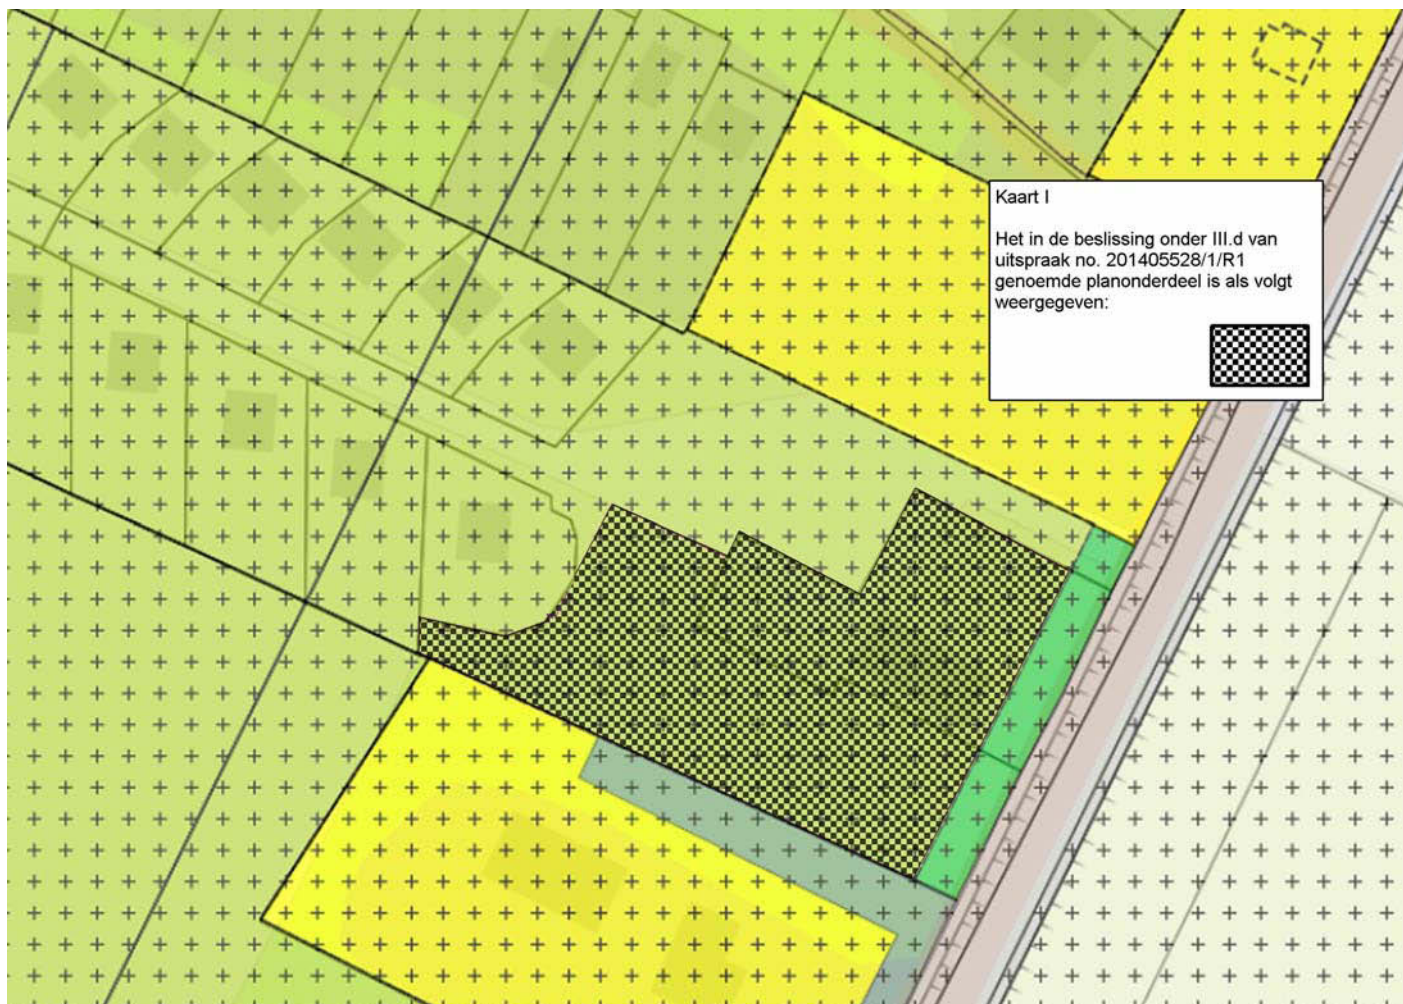 Kaart I
Het in de beslissing onder III.d van
uitspraak no. 201405528/1/R1
genoemde planonderdeel is als volgt
weergegeven: